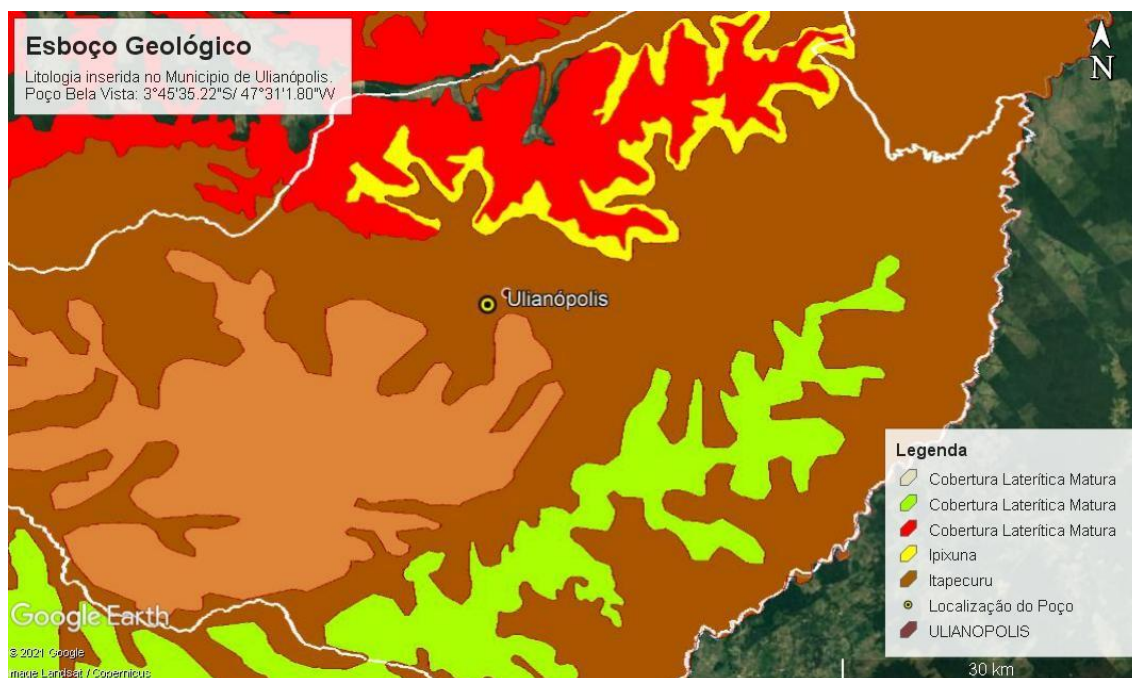 Esboço Geológico
Litologia inserida no Municipio de Ulianópolis.
Poço Bela Vista: 3°45'35.22"S/ 47°31'1.80"W
N
Ulianópolis
Legenda
Cobertura Laterítica Matura
Cobertura Laterítica Matura
Cobertura Laterítica Matura
Ipixuna
Itapecuru
Localização do Poço
ULIANOPOLIS
Google Earth
© 2021 Google
Image Landsat / Copernicus
30 km